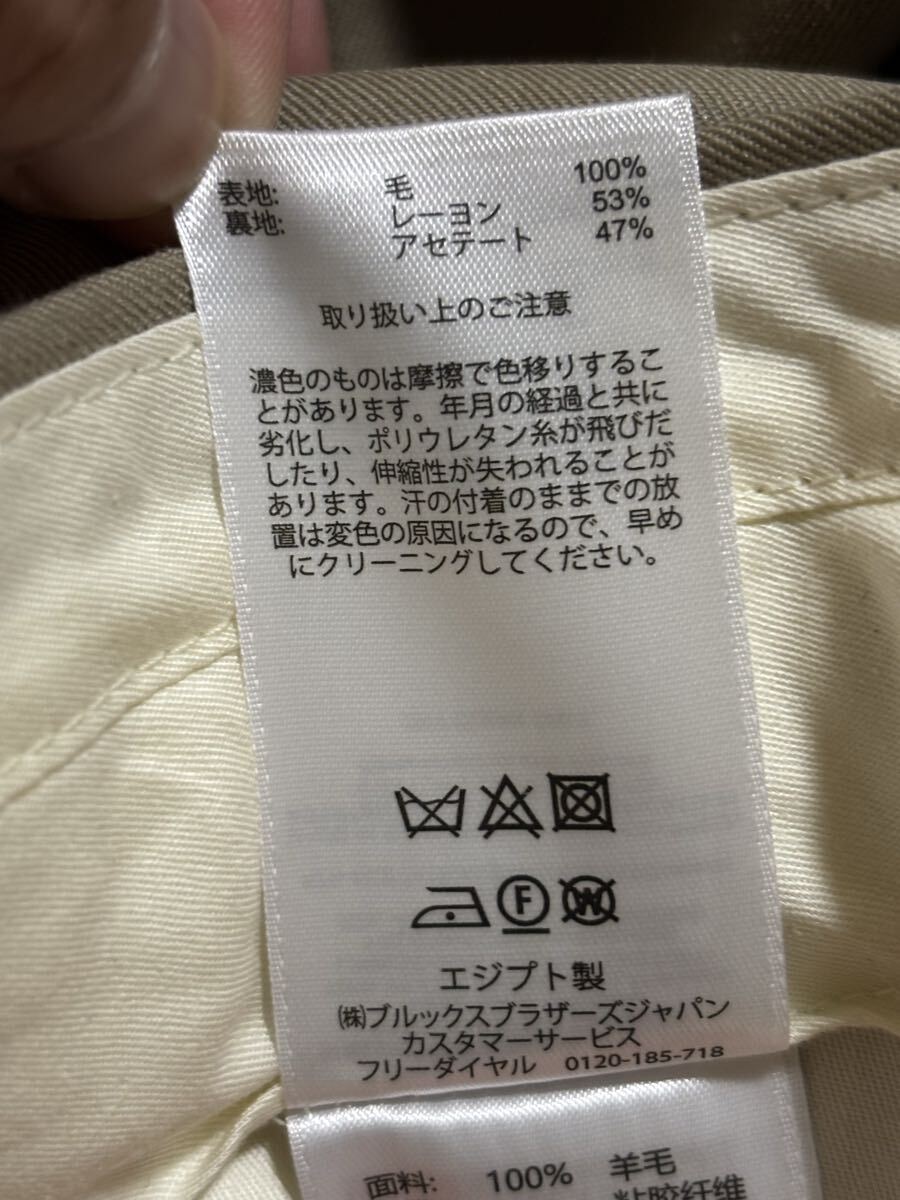 表地: 毛 100%
裏地: レーヨン 53%
アセテート 47%
取り扱い上のご注意
濃色のものは摩擦で色移りするこ
とがあります。年月の経過と共に
劣化し、ポリウレタン糸が飛びだ
したり、伸縮性が失われることが
あります。汗の付着のままでの放
置は変色の原因になるので、早め
にクリーニングしてください。
F W
エジプト製
㈱ブルックスブラザーズジャパン
カスタマーサービス
フリーダイヤル 0120-185-718
面料: 100% 羊毛
粘胶纤维